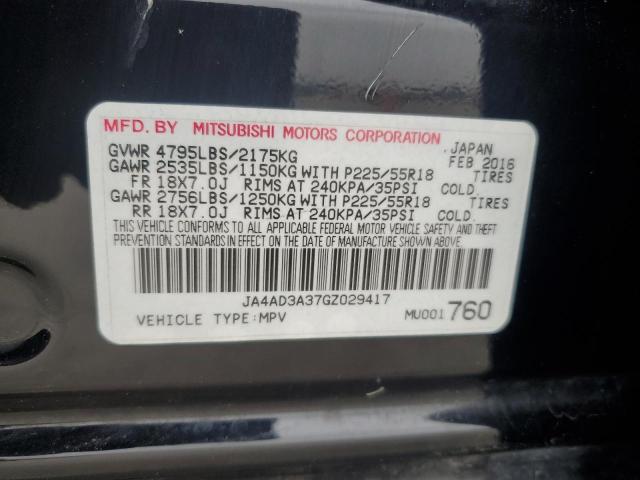 MFD. BY MITSUBISHI MOTORS CORPORATION
GVWR 4795LBS/2175KG JAPAN FEB 2016
GAWR 2535LBS/1150KG WITH P225/55R18 TIRES
FR 18X7.0J RIMS AT 240KPA/35PSI COLD.
GAWR 2756LBS/1250KG WITH P225/55R18 TIRES
RR 18X7.0J RIMS AT 240KPA/35PSI COLD.
THIS VEHICLE CONFORMS TO ALL APPLICABLE FEDERAL MOTOR VEHICLE SAFETY AND THEFT
PREVENTION STANDARDS IN EFFECT ON THE DATE OF MANUFACTURE SHOWN ABOVE.
JA4AD3A37GZ029417
VEHICLE TYPE:MPV MU001 760